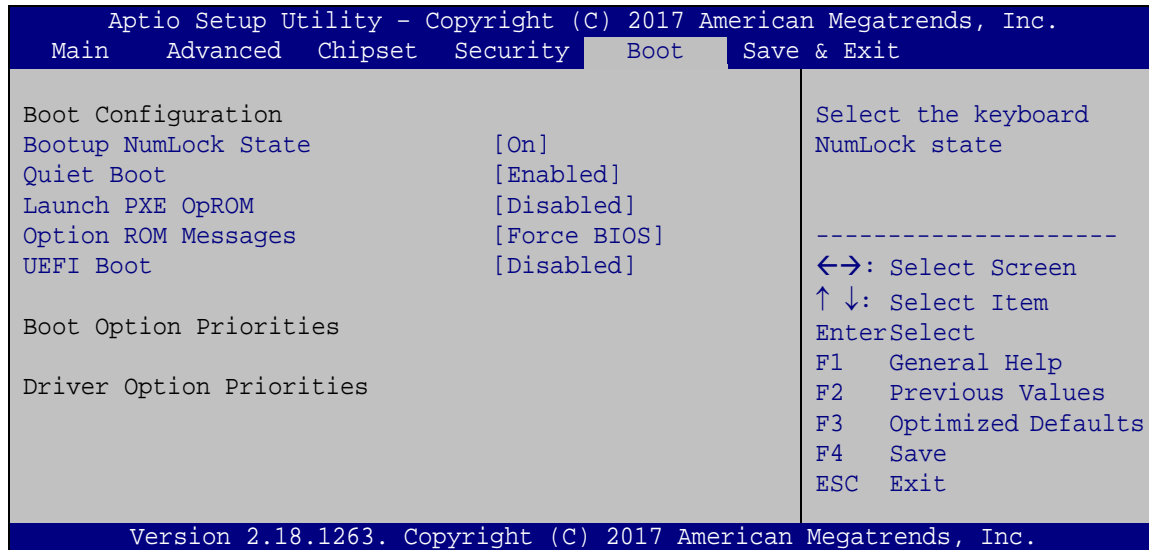 Aptio Setup Utility – Copyright (C) 2017 American Megatrends, Inc.
Main Advanced Chipset Security Boot Save & Exit
Boot Configuration
Bootup NumLock State [On]
Quiet Boot [Enabled]
Launch PXE OpROM [Disabled]
Option ROM Messages [Force BIOS]
UEFI Boot [Disabled]
Boot Option Priorities
Driver Option Priorities
Select the keyboard
NumLock state
---------------------
←→: Select Screen
↑ ↓: Select Item
EnterSelect
F1 General Help
F2 Previous Values
F3 Optimized Defaults
F4 Save
ESC Exit
Version 2.18.1263. Copyright (C) 2017 American Megatrends, Inc.